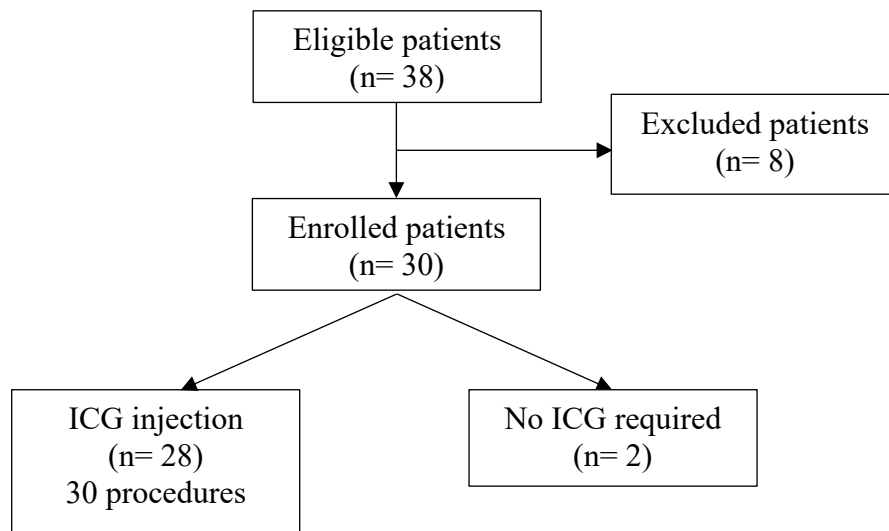 Eligible patients
(n= 38)
Excluded patients
(n= 8)
Enrolled patients
(n= 30)
ICG injection
(n= 28)
30 procedures
No ICG required
(n= 2)